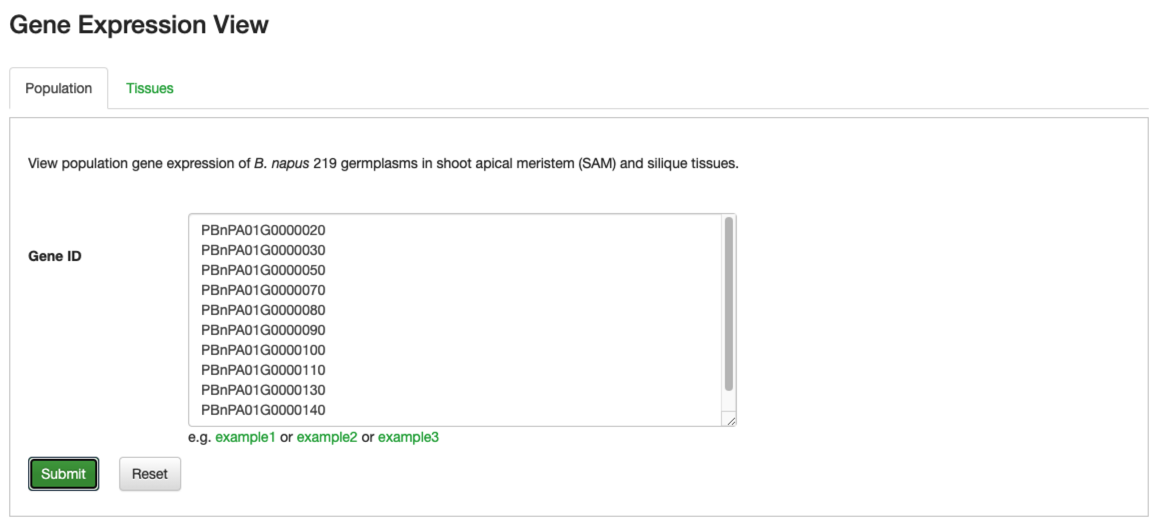 Gene Expression View
Population Tissues
View population gene expression of B. napus 219 germplasms in shoot apical meristem (SAM) and silique tissues.
Gene ID
PBnPA01G0000020
PBnPA01G0000030
PBnPA01G0000050
PBnPA01G0000070
PBnPA01G0000080
PBnPA01G0000090
PBnPA01G0000100
PBnPA01G0000110
PBnPA01G0000130
PBnPA01G0000140
e.g. example1 or example2 or example3
Submit Reset